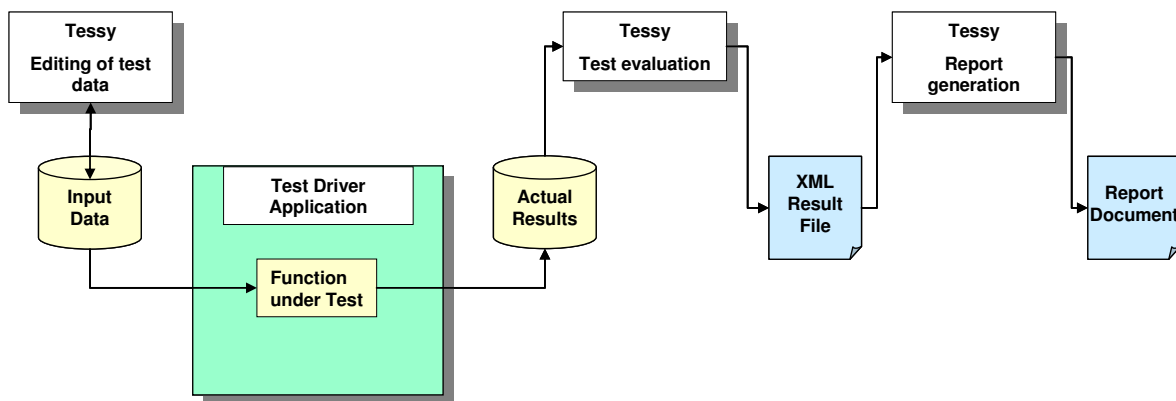 Tessy
Editing of test
data
Input
Data
Test Driver
Application
Function
under Test
Actual
Results
Tessy
Test evaluation
XML
Result
File
Tessy
Report
generation
Report
Document